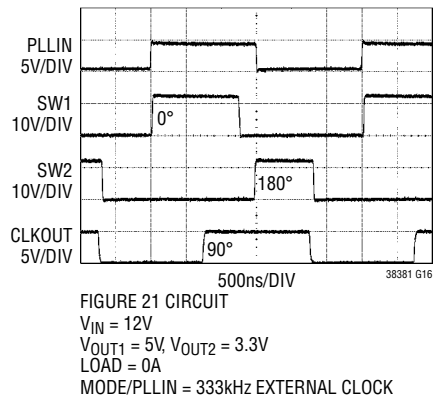 PLLIN
5V/DIV
SW1
10V/DIV
0°
SW2
10V/DIV
180°
CLKOUT
5V/DIV
90°
500ns/DIV
38381 G16
FIGURE 21 CIRCUIT
VIN = 12V
VOUT1 = 5V, VOUT2 = 3.3V
LOAD = 0A
MODE/PLLIN = 333kHz EXTERNAL CLOCK